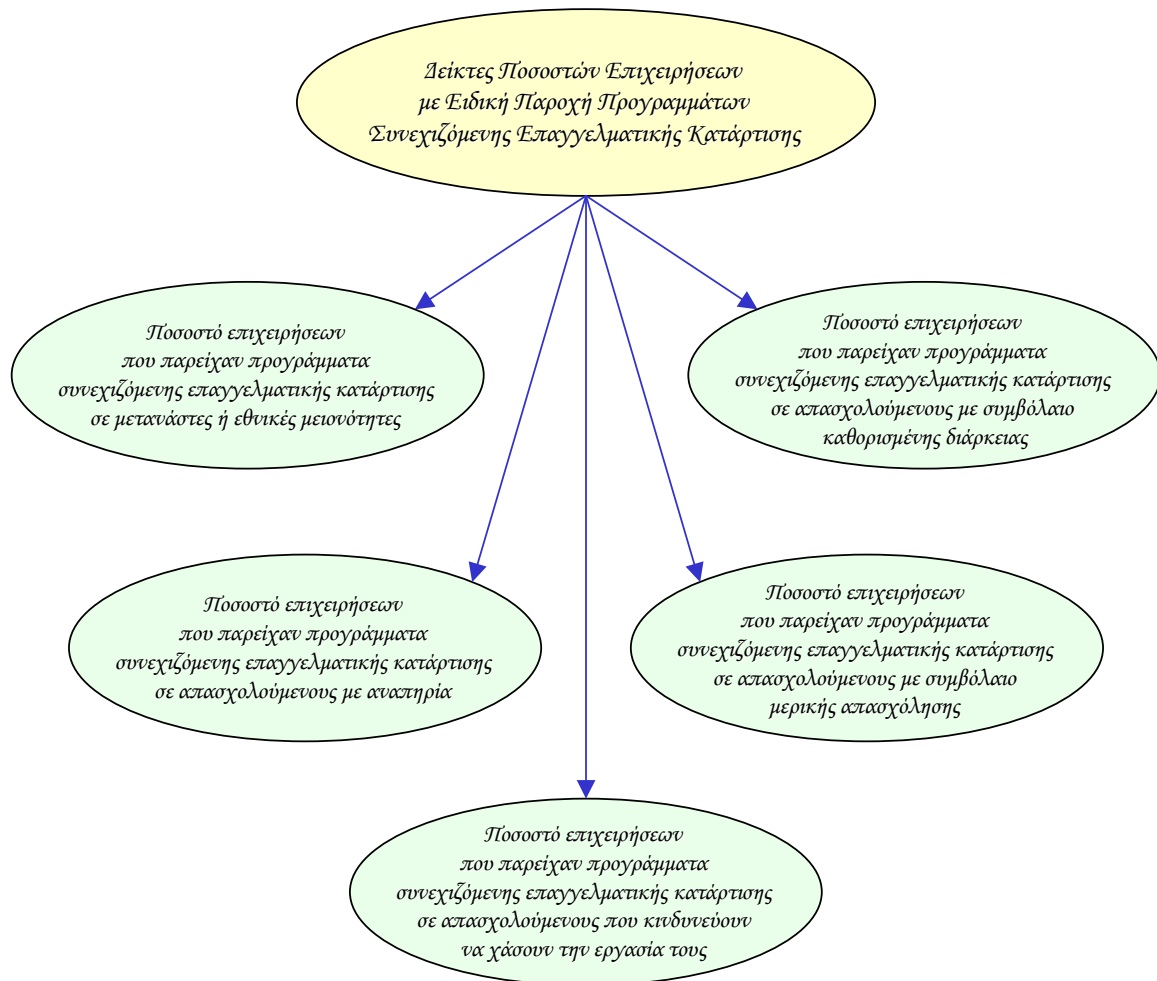 Δείκτες Ποσοστών Επιχειρήσεων
με Ειδική Παροχή Προγραμμάτων
Συνεχιζόμενης Επαγγελματικής Κατάρτισης
Ποσοστό επιχειρήσεων
που παρείχαν προγράμματα
συνεχιζόμενης επαγγελματικής κατάρτισης
σε μετανάστες ή εθνικές μειονότητες
Ποσοστό επιχειρήσεων
που παρείχαν προγράμματα
συνεχιζόμενης επαγγελματικής κατάρτισης
σε απασχολούμενους με συμβόλαιο
καθορισμένης διάρκειας
Ποσοστό επιχειρήσεων
που παρείχαν προγράμματα
συνεχιζόμενης επαγγελματικής κατάρτισης
σε απασχολούμενους με αναπηρία
Ποσοστό επιχειρήσεων
που παρείχαν προγράμματα
συνεχιζόμενης επαγγελματικής κατάρτισης
σε απασχολούμενους με συμβόλαιο
μερικής απασχόλησης
Ποσοστό επιχειρήσεων
που παρείχαν προγράμματα
συνεχιζόμενης επαγγελματικής κατάρτισης
σε απασχολούμενους που κινδυνεύουν
να χάσουν την εργασία τους